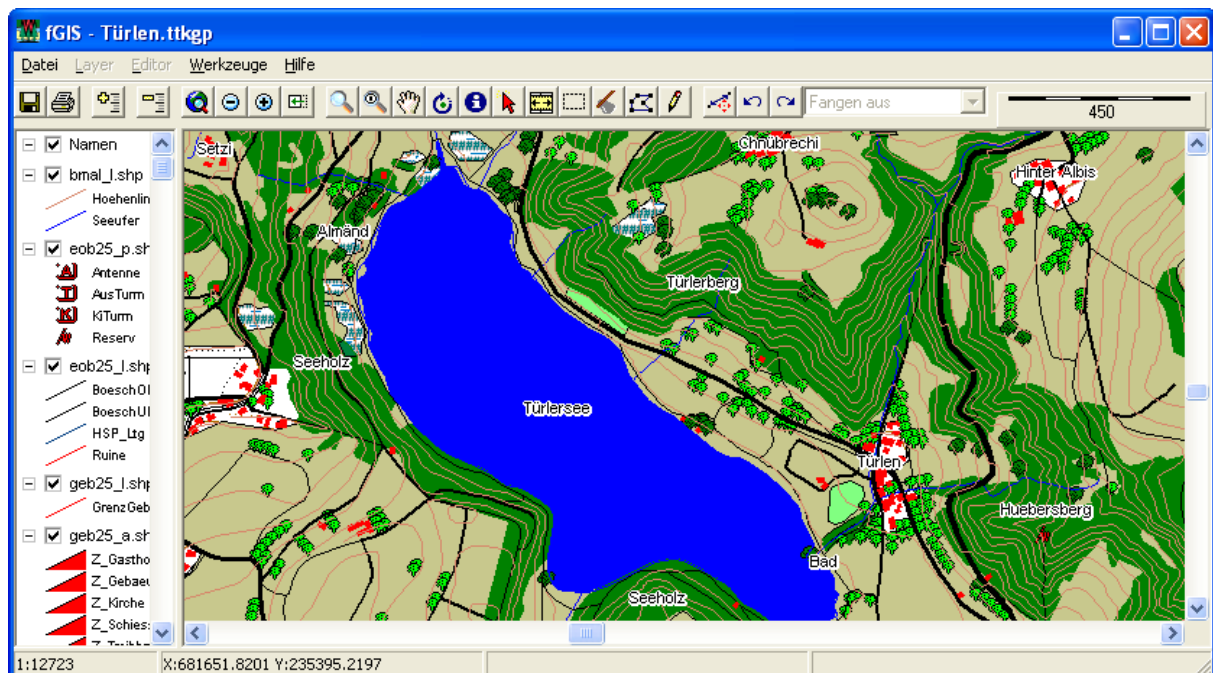 fGIS - Türlen.ttkgp
Datei Layer Editor Werkzeuge Hilfe
Fangen aus
450
Namen
bmal_l.shp
Hoehenlin
Seeufer
eob25_p.sh
Antenne
AusTurm
KiTurm
Reserv
eob25_l.shp
BoeschOl
BoeschUl
HSP_Ltg
Ruine
geb25_l.shp
GrenzGeb
geb25_a.sh
Z_Gastho
Z_Gebaeu
Z_Kirche
Z_Schies:
Setzi
Chnübrechi
Hinter Albis
Almänd
Türlerberg
Seeholz
Türlersee
Türlen
Huebersberg
Bad
Seeholz
1:12723
X:681651.8201 Y:235395.2197